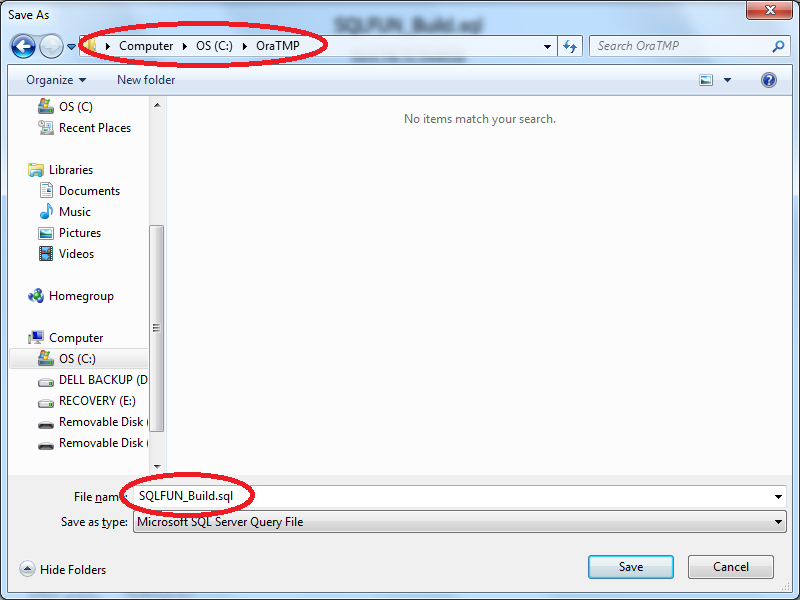 Save As
SQLFUN_Build.sql
Computer OS (C:) OraTMP
Search OraTMP
Organize
New folder
OS (C)
Recent Places
No items match your search.
Libraries
Documents
Music
Pictures
Videos
Homegroup
Computer
OS (C:)
DELL BACKUP (D
RECOVERY (E:)
Removable Disk (
Removable Disk (
File nam
SQLFUN_Build.sql
Save as type: Microsoft SQL Server Query File
Hide Folders
Save
Cancel